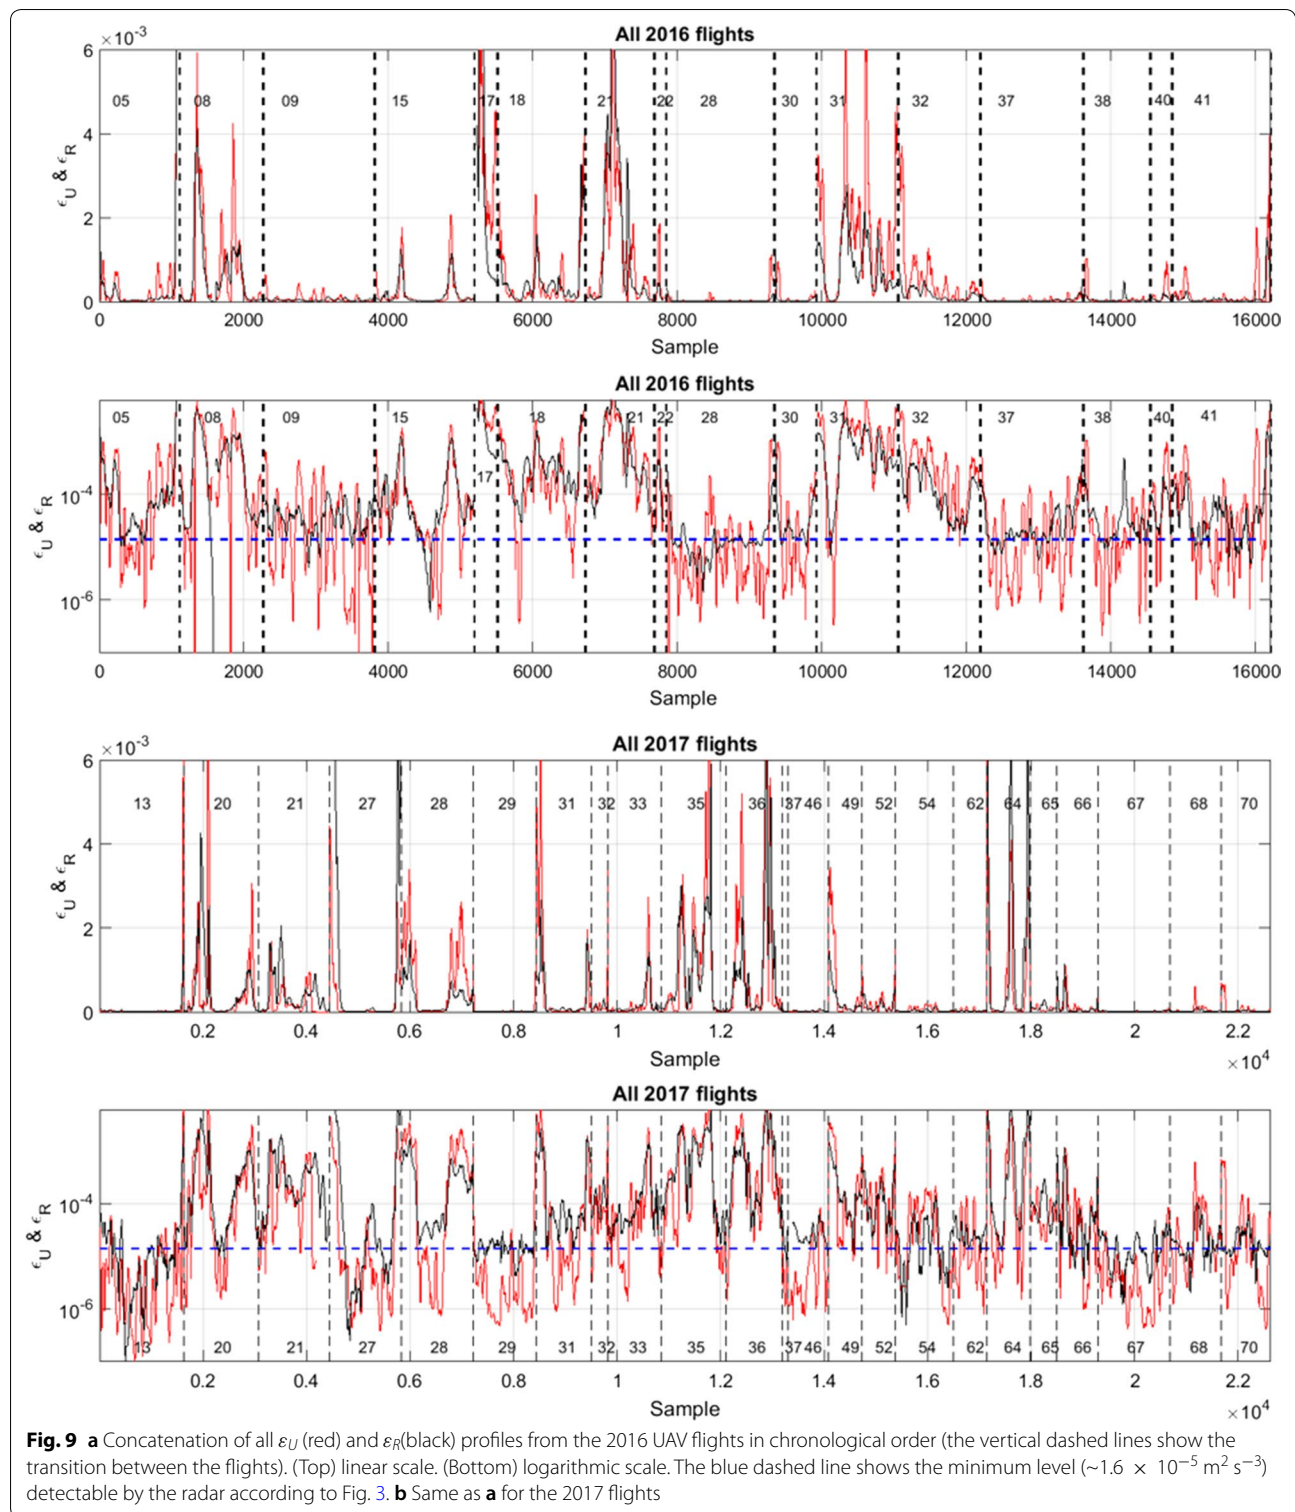 All 2016 flights
×10⁻³
6
4
2
0
ϵ_U & ϵ_R
05 08 09 15 17 18 21 22 28 30 31 32 37 38 40 41
0 2000 4000 6000 8000 10000 12000 14000 16000
Sample
All 2016 flights
05 08 09 15 18 21 22 28 30 31 32 37 38 40 41
17
10⁻⁴
10⁻⁶
ϵ_U & ϵ_R
0 2000 4000 6000 8000 10000 12000 14000 16000
Sample
All 2017 flights
×10⁻³
6
4
2
0
ϵ_U & ϵ_R
13 20 21 27 28 29 31 32 33 35 36 37 46 49 52 54 62 64 65 66 67 68 70
0.2 0.4 0.6 0.8 1 1.2 1.4 1.6 1.8 2 2.2
Sample
×10⁴
All 2017 flights
10⁻⁴
10⁻⁶
ϵ_U & ϵ_R
13 20 21 27 28 29 31 32 33 35 36 37 46 49 52 54 62 64 65 66 67 68 70
0.2 0.4 0.6 0.8 1 1.2 1.4 1.6 1.8 2 2.2
Sample
×10⁴
Fig. 9 a Concatenation of all ε_U (red) and ε_R(black) profiles from the 2016 UAV flights in chronological order (the vertical dashed lines show the
transition between the flights). (Top) linear scale. (Bottom) logarithmic scale. The blue dashed line shows the minimum level (~1.6 × 10⁻⁵ m² s⁻³)
detectable by the radar according to Fig. 3. b Same as a for the 2017 flights